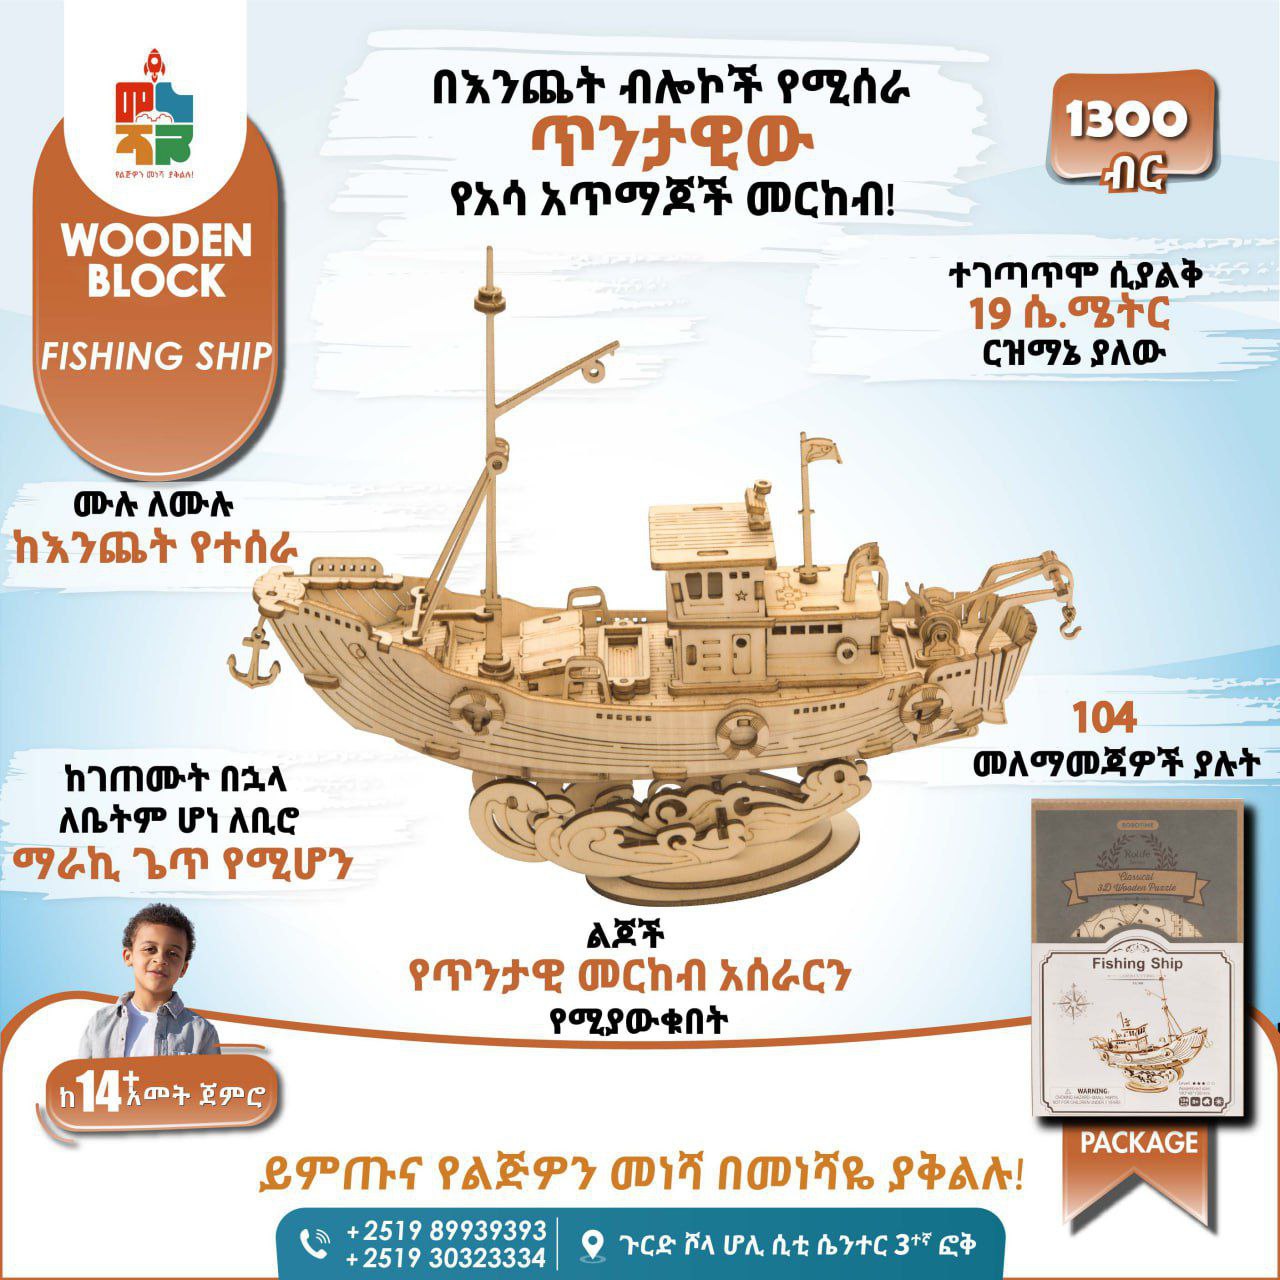 መነሻዬ
የልጅዎን መነሻ ያቅልሉ!
WOODEN
BLOCK
FISHING SHIP
በእንጨት ብሎኮች የሚሰራ
ጥንታዊው
የአሳ አጥማጆች መርከብ!
1300
ብር
ተገጣጥሞ ሲያልቅ
19 ሴ.ሜትር
ርዝማኔ ያለው
ሙሉ ለሙሉ
ከእንጨት የተሰራ
104
መለማመጃዎች ያሉት
ከገጠሙት በኋላ
ለቤትም ሆነ ለቢሮ
ማራኪ ጌጥ የሚሆን
ልጆች
የጥንታዊ መርከብ አሰራርን
የሚያውቁበት
ROBOTIME
Rolife
Classical
3D Wooden Puzzle
Fishing Ship
WARNING:
PACKAGE
ከ14+አመት ጀምሮ
ይምጡና የልጅዎን መነሻ በመነሻዬ ያቅልሉ!
+2519 89939393
+2519 30323334
ጉርድ ሾላ ሆሊ ሲቲ ሴንተር 3ተኛ ፎቅ